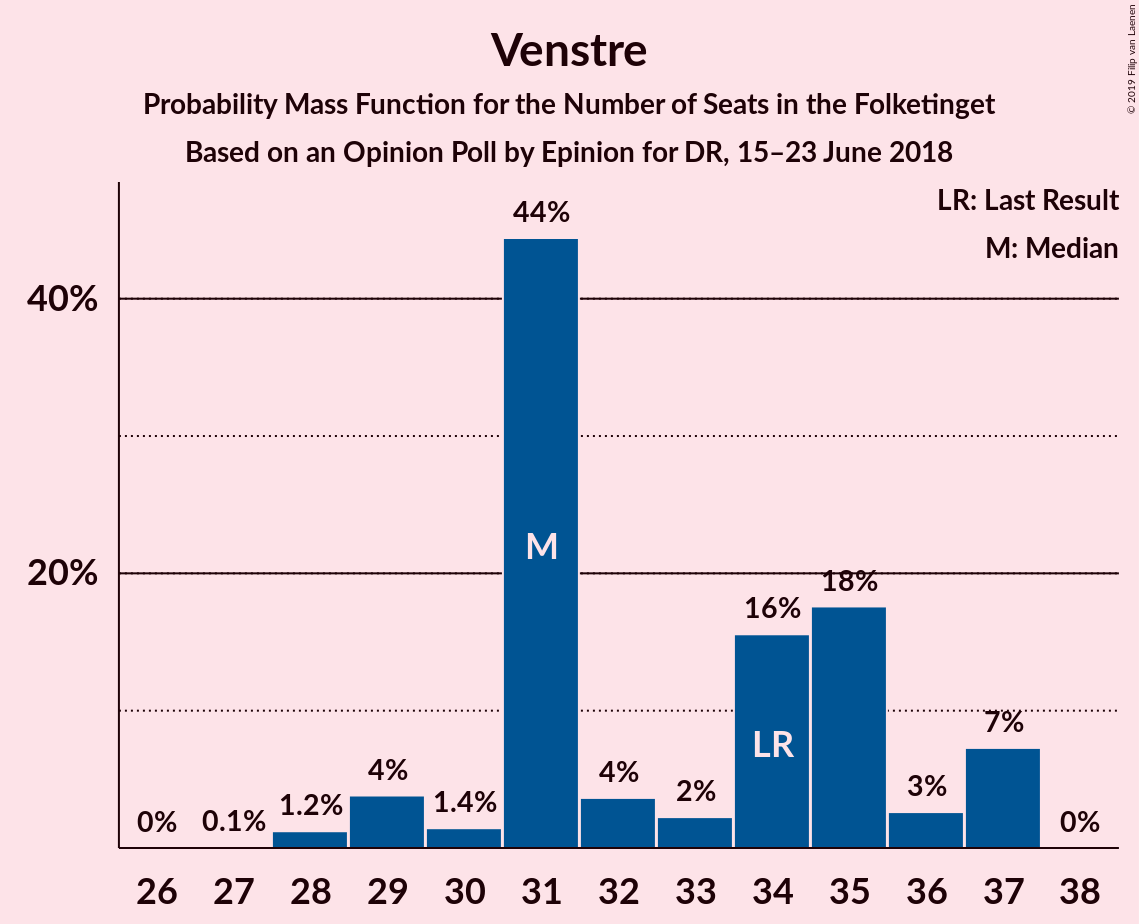 Venstre
Probability Mass Function for the Number of Seats in the Folketinget
Based on an Opinion Poll by Epinion for DR, 15–23 June 2018
© 2019 Filip van Laenen
LR: Last Result
M: Median
40%
20%
0% 0.1% 1.2% 4% 1.4% 44% 4% 2% 16% 18% 3% 7% 0%
M
LR
26 27 28 29 30 31 32 33 34 35 36 37 38